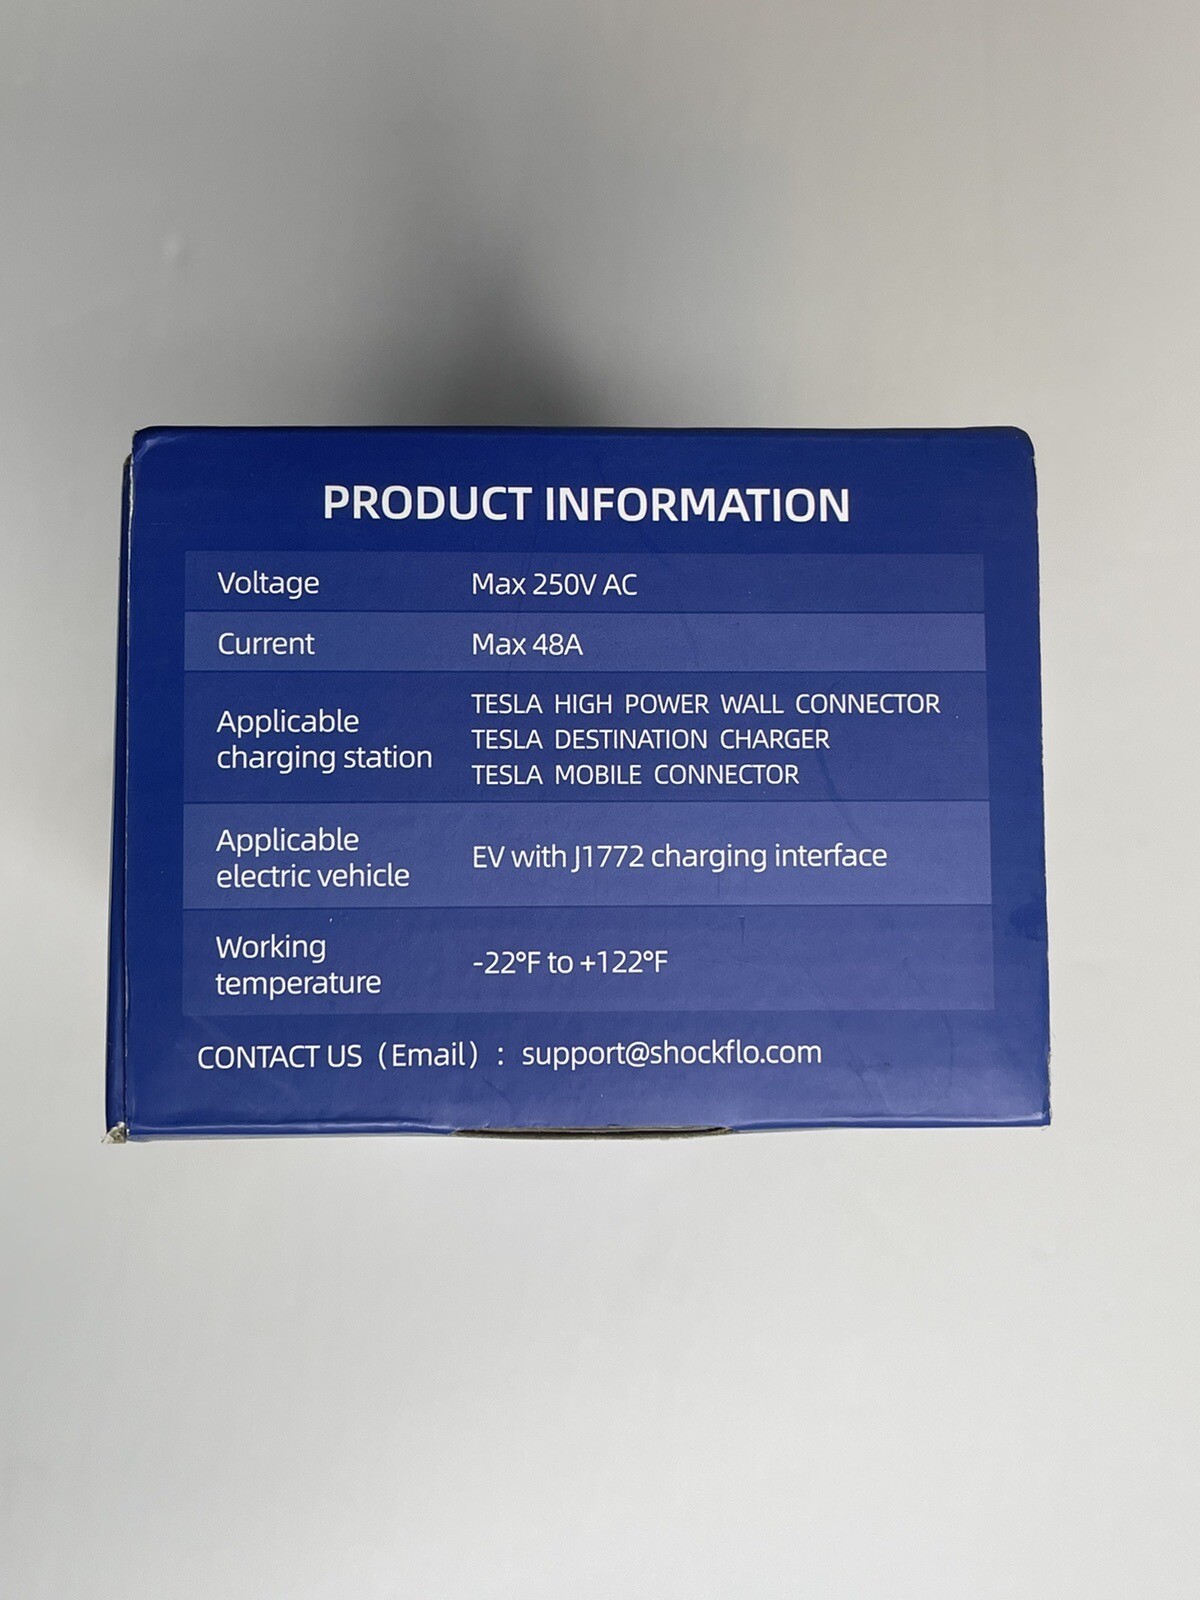 PRODUCT INFORMATION
Voltage Max 250V AC
Current Max 48A
Applicable charging station
TESLA HIGH POWER WALL CONNECTOR
TESLA DESTINATION CHARGER
TESLA MOBILE CONNECTOR
Applicable
electric vehicle
EV with J1772 charging interface
Working
temperature
-22°F to +122°F
CONTACT US (Email) : support@shockflo.com